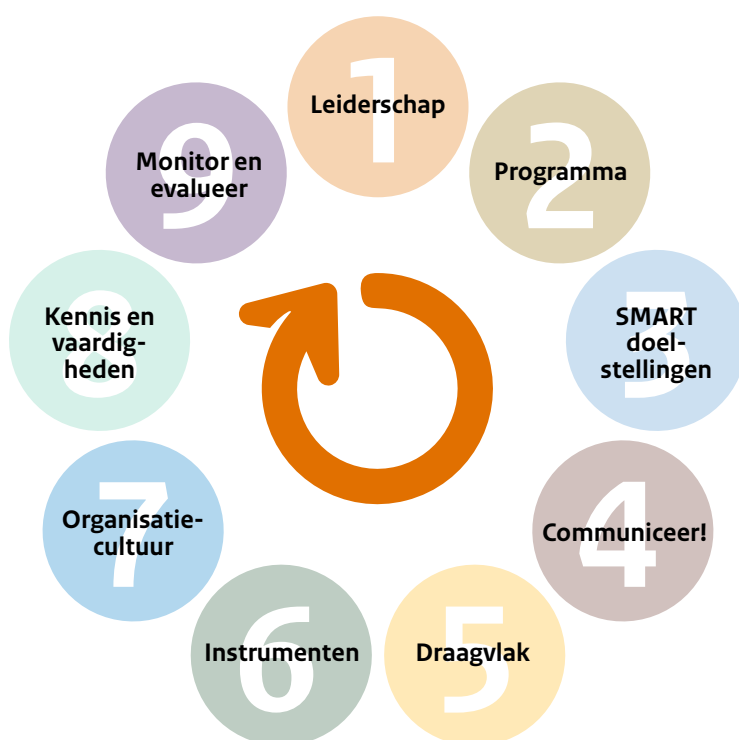 1
Leiderschap
2
Programma
3
SMART
doel-
stellingen
4
Communiceer!
5
Draagvlak
6
Instrumenten
7
Organisatie-
cultuur
8
Kennis en
vaardig-
heden
9
Monitor en
evalueer